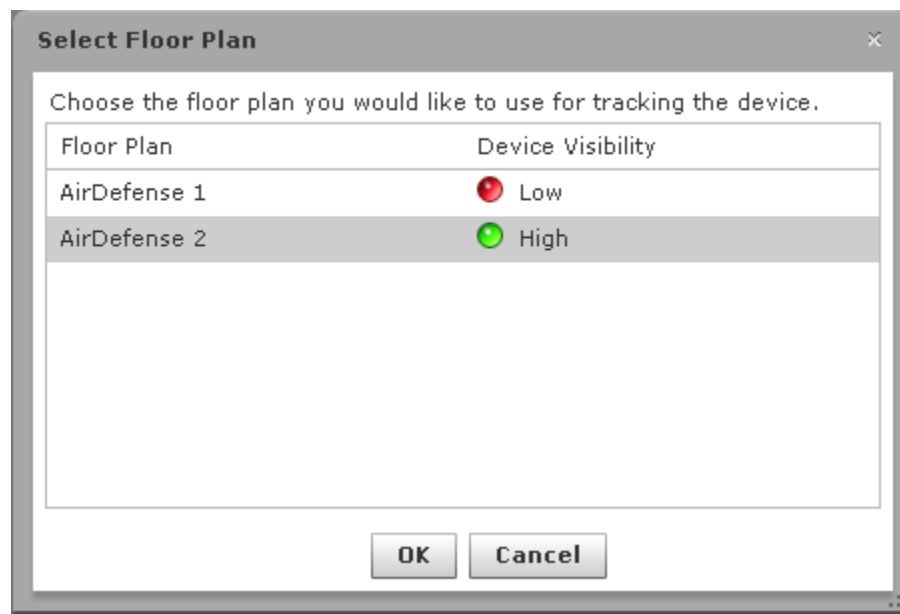 Select Floor Plan
Choose the floor plan you would like to use for tracking the device.
Floor Plan Device Visibility
AirDefense 1 Low
AirDefense 2 High
OK Cancel